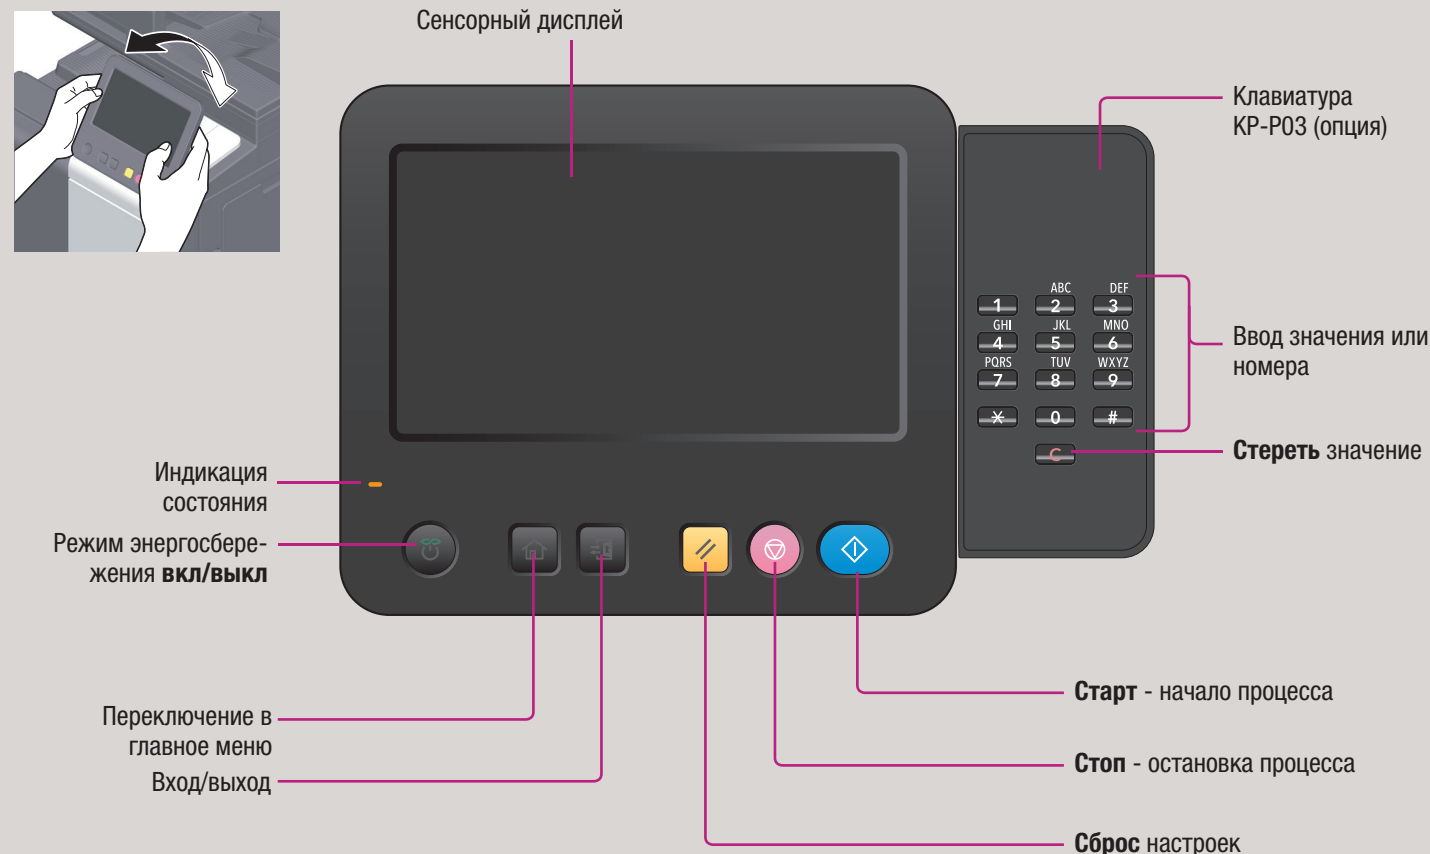 Сенсорный дисплей
Клавиатура
KP-P03 (опция)
ABC DEF
1 2 3
GHI JKL MNO
4 5 6
PQRS TUV WXYZ
7 8 9
* 0 #
C
Ввод значения или
номера
Стереть значение
Индикация
состояния
Режим энергосбере-
жения вкл/выкл
Переключение в
главное меню
Вход/выход
Старт - начало процесса
Стоп - остановка процесса
Сброс настроек